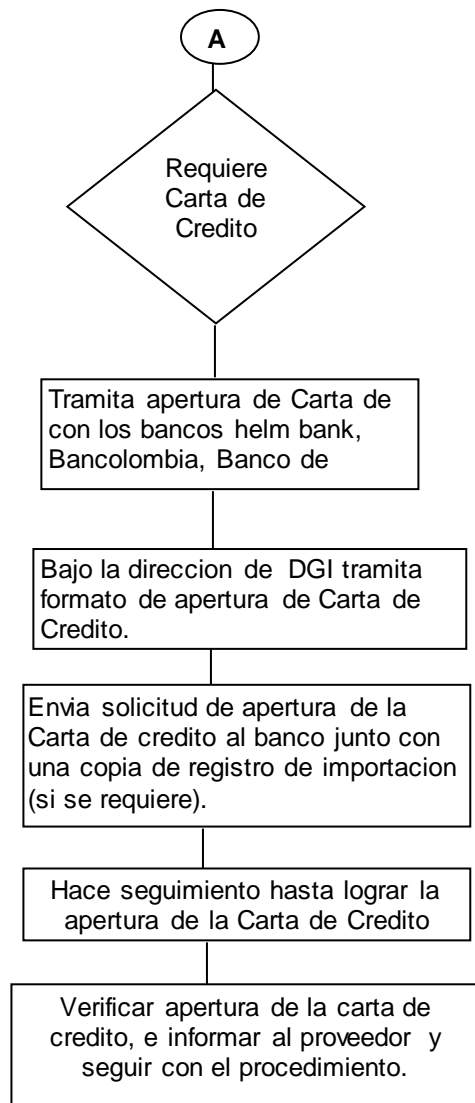 A
Requiere
Carta de
Credito
Tramita apertura de Carta de
con los bancos helm bank,
Bancolombia, Banco de
Bajo la direccion de DGI tramita
formato de apertura de Carta de
Credito.
Envia solicitud de apertura de la
Carta de credito al banco junto con
una copia de registro de importacion
(si se requiere).
Hace seguimiento hasta lograr la
apertura de la Carta de Credito
Verificar apertura de la carta de
credito, e informar al proveedor y
seguir con el procedimiento.